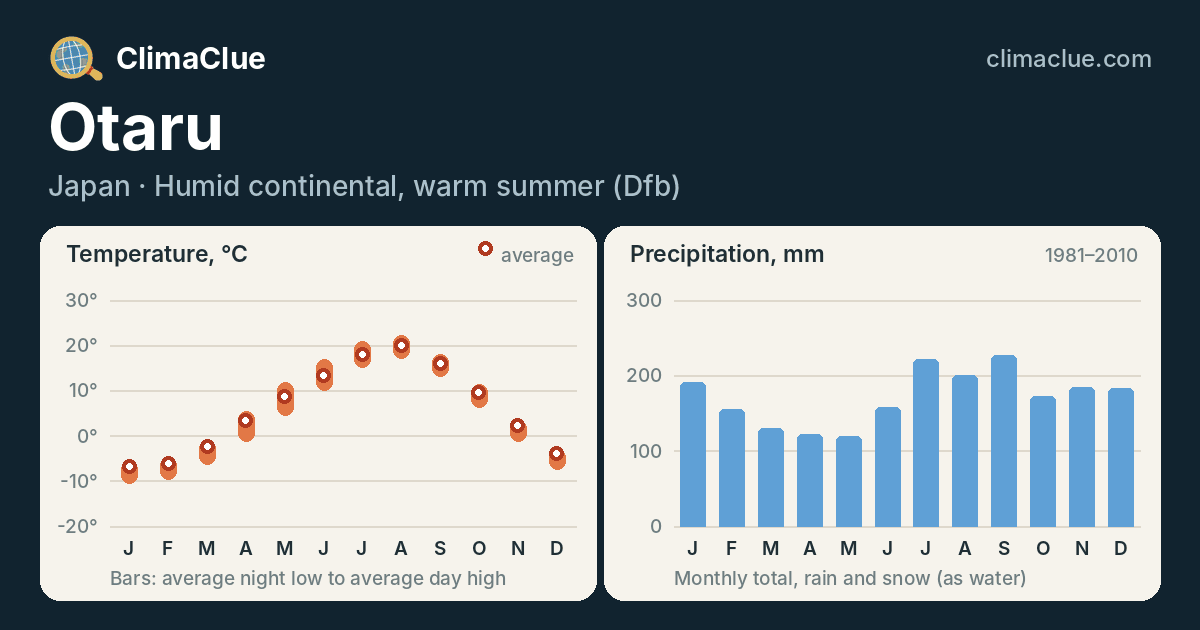 ClimaClue
climaclue.com
Otaru
Japan · Humid continental, warm summer (Dfb)
Temperature, °C
average
30°
20°
10°
0°
-10°
-20°
J F M A M J J A S O N D
Bars: average night low to average day high
Precipitation, mm
1981–2010
300
200
100
0
J F M A M J J A S O N D
Monthly total, rain and snow (as water)